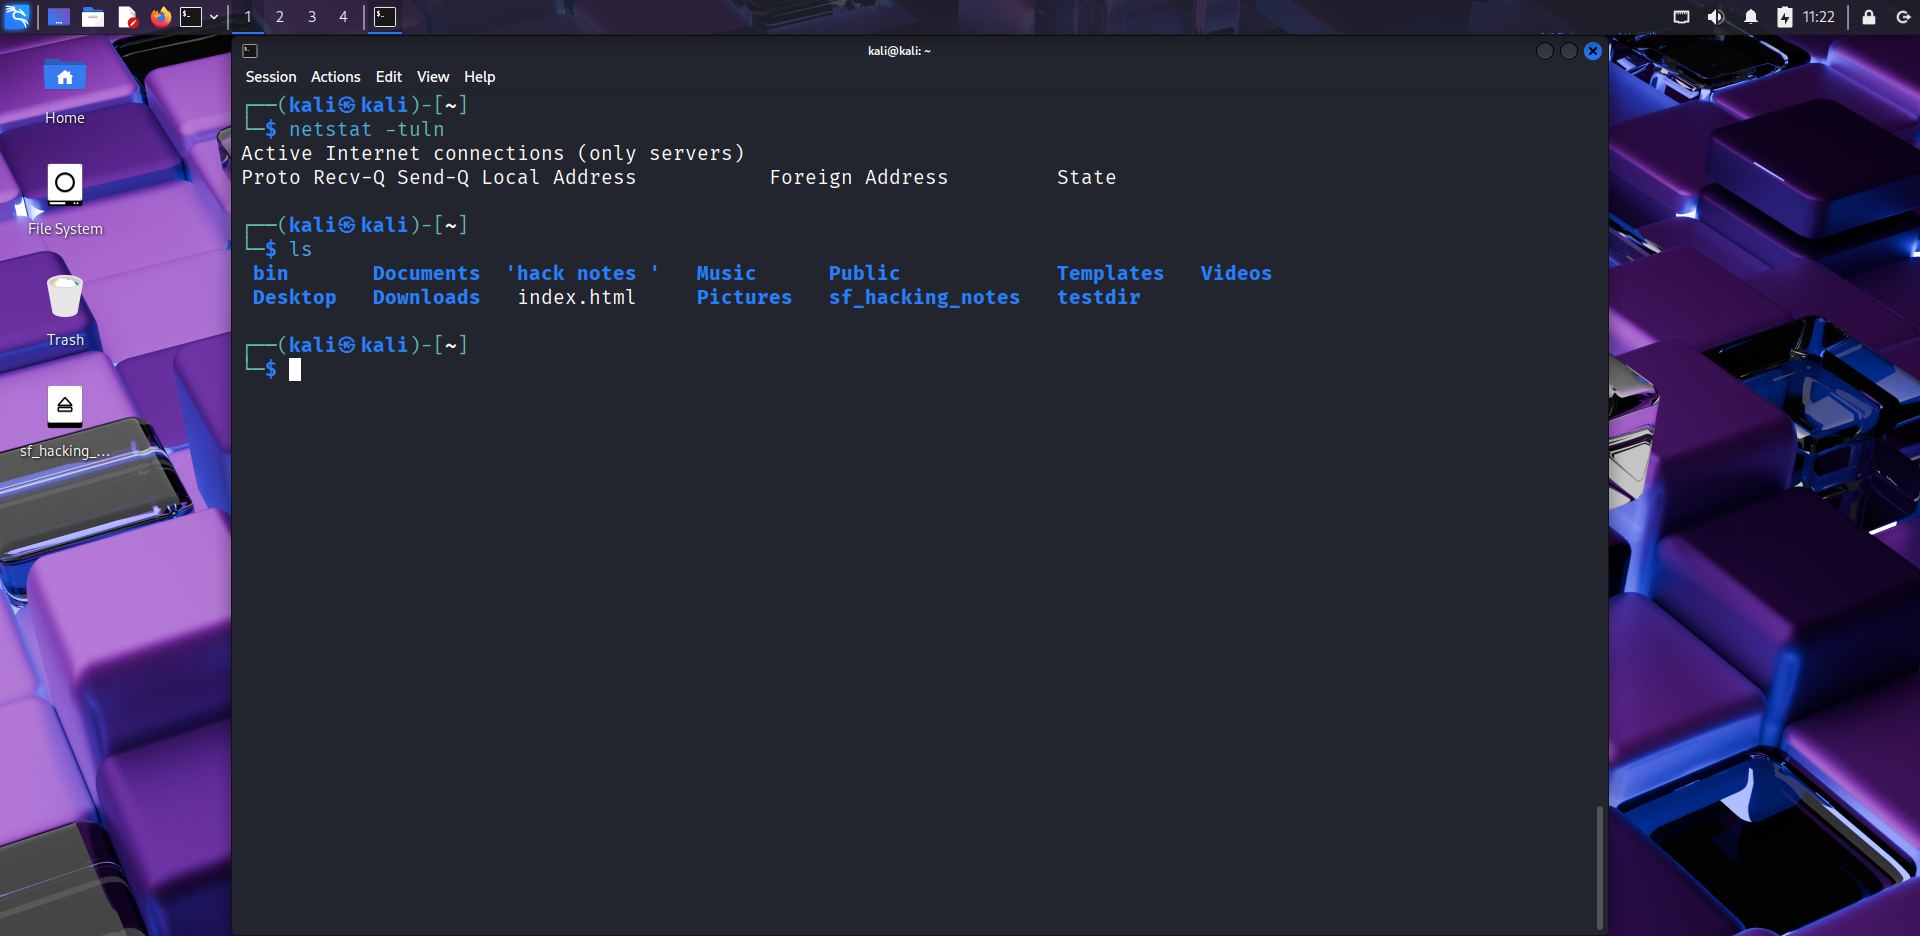 1 2 3 4 11:22
kali@kali: ~
Session Actions Edit View Help
┌──(kali㉿kali)-[~]
└─$ netstat -tuln
Active Internet connections (only servers)
Proto Recv-Q Send-Q Local Address           Foreign Address         State
┌──(kali㉿kali)-[~]
└─$ ls
 bin       Documents  'hack notes '   Music      Public             Templates   Videos
 Desktop   Downloads   index.html     Pictures   sf_hacking_notes   testdir
┌──(kali㉿kali)-[~]
└─$
Home
File System
Trash
sf_hacking_...